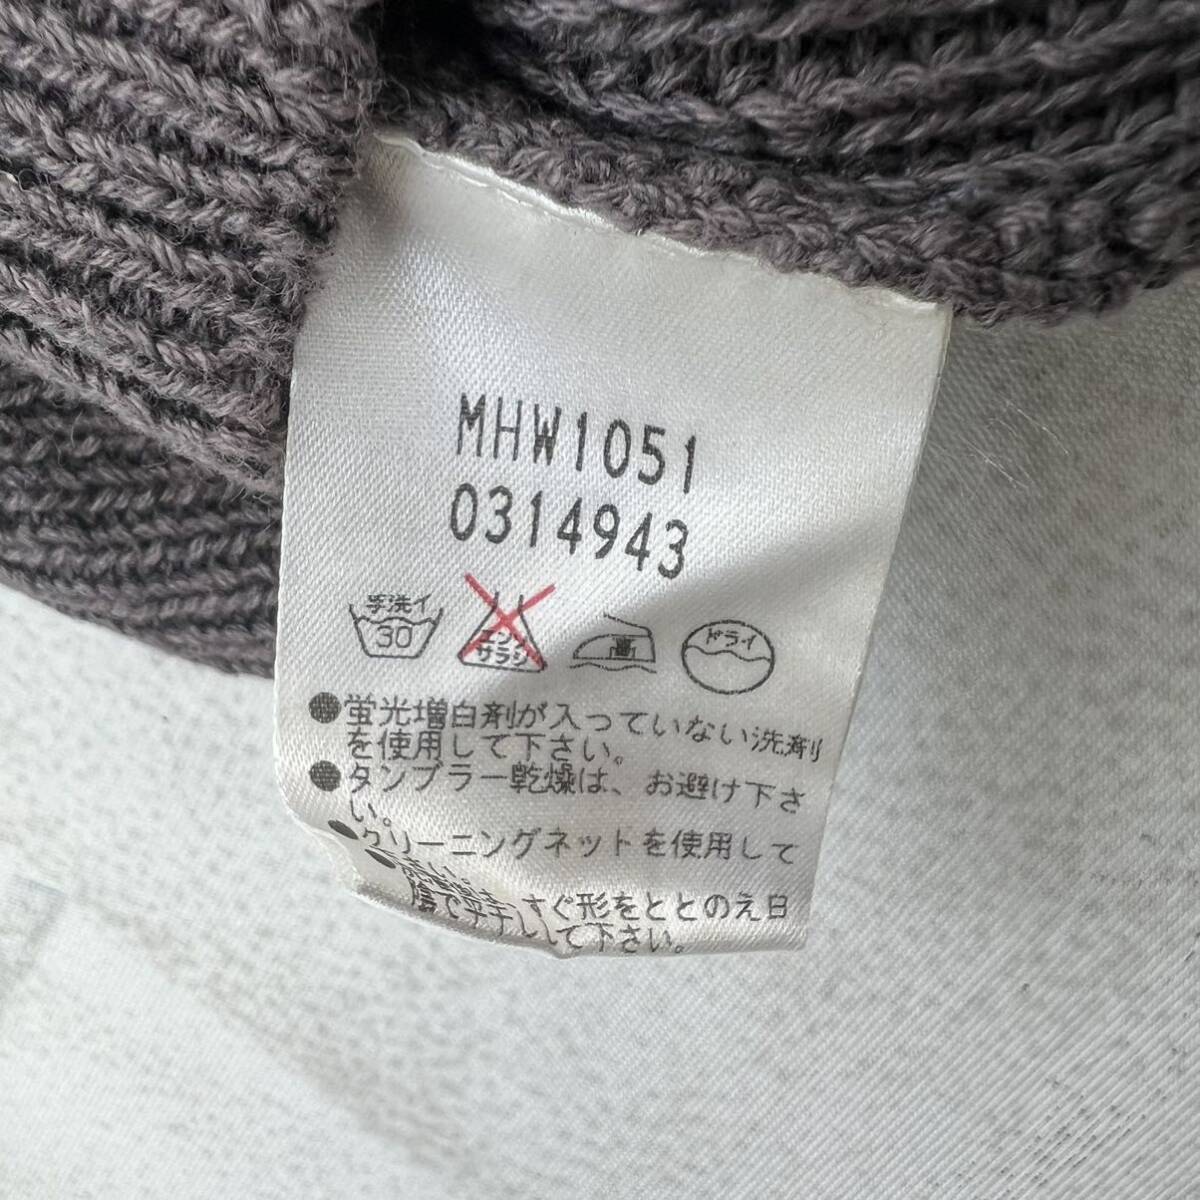 MHW1051
0314943
手洗イ 30 エンソ サラシ 高 ドライ
●蛍光増白剤が入っていない洗剤
を使用して下さい。
●タンブラー乾燥は、お避け下さ
い。
●クリーニングネットを使用して
下さい。
● すぐ形をととのえ日
陰で平干しして下さい。